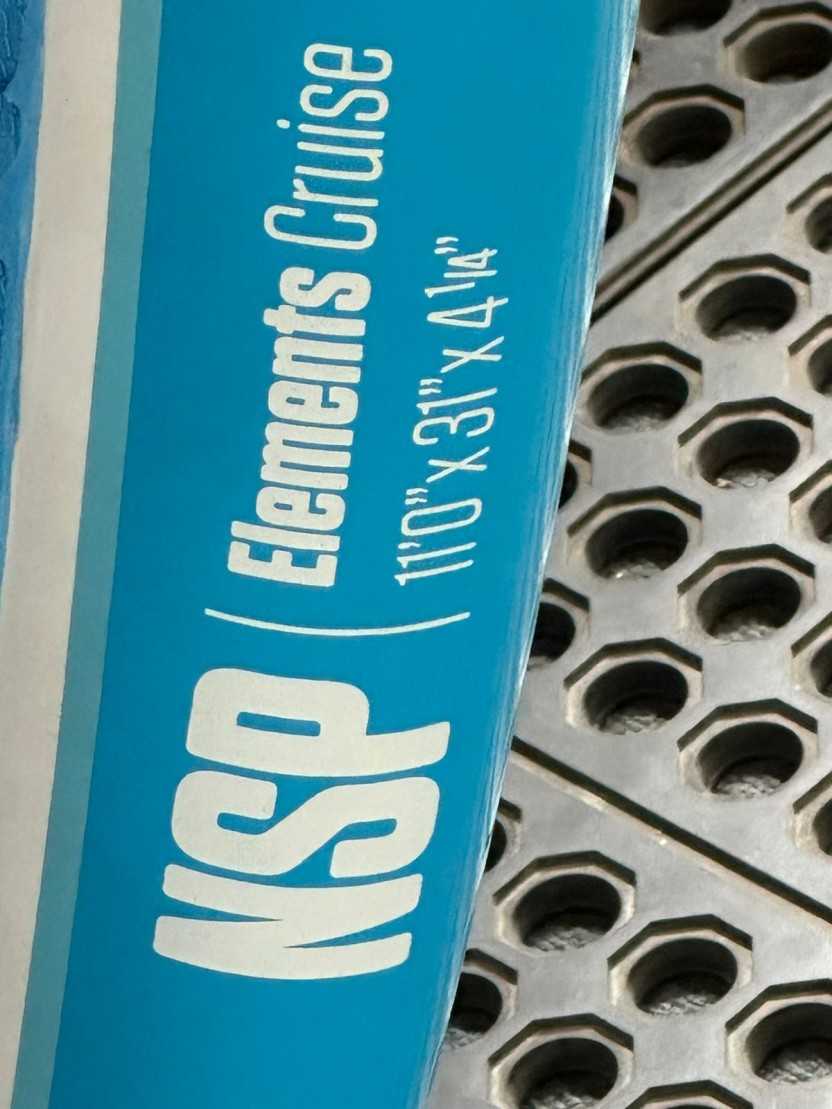 NSP
Elements Cruise
11'0" x 31" x 4 1/4"